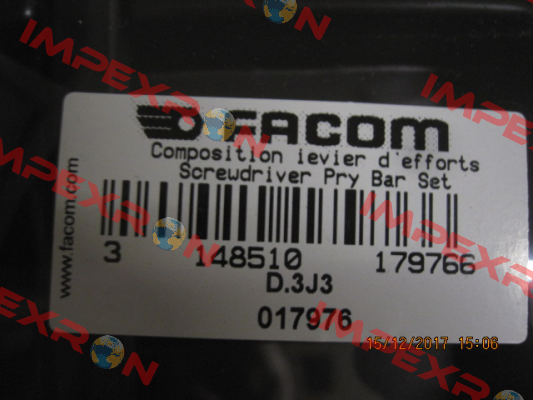 FACOM
Composition levier d'efforts
Screwdriver Pry Bar Set
www.facom.com
3 148510 179766
D.3J3
017976
15/12/2017 15:06
IMPEXRON
IMPEXRON
IMPEXRON
IMPEXRON